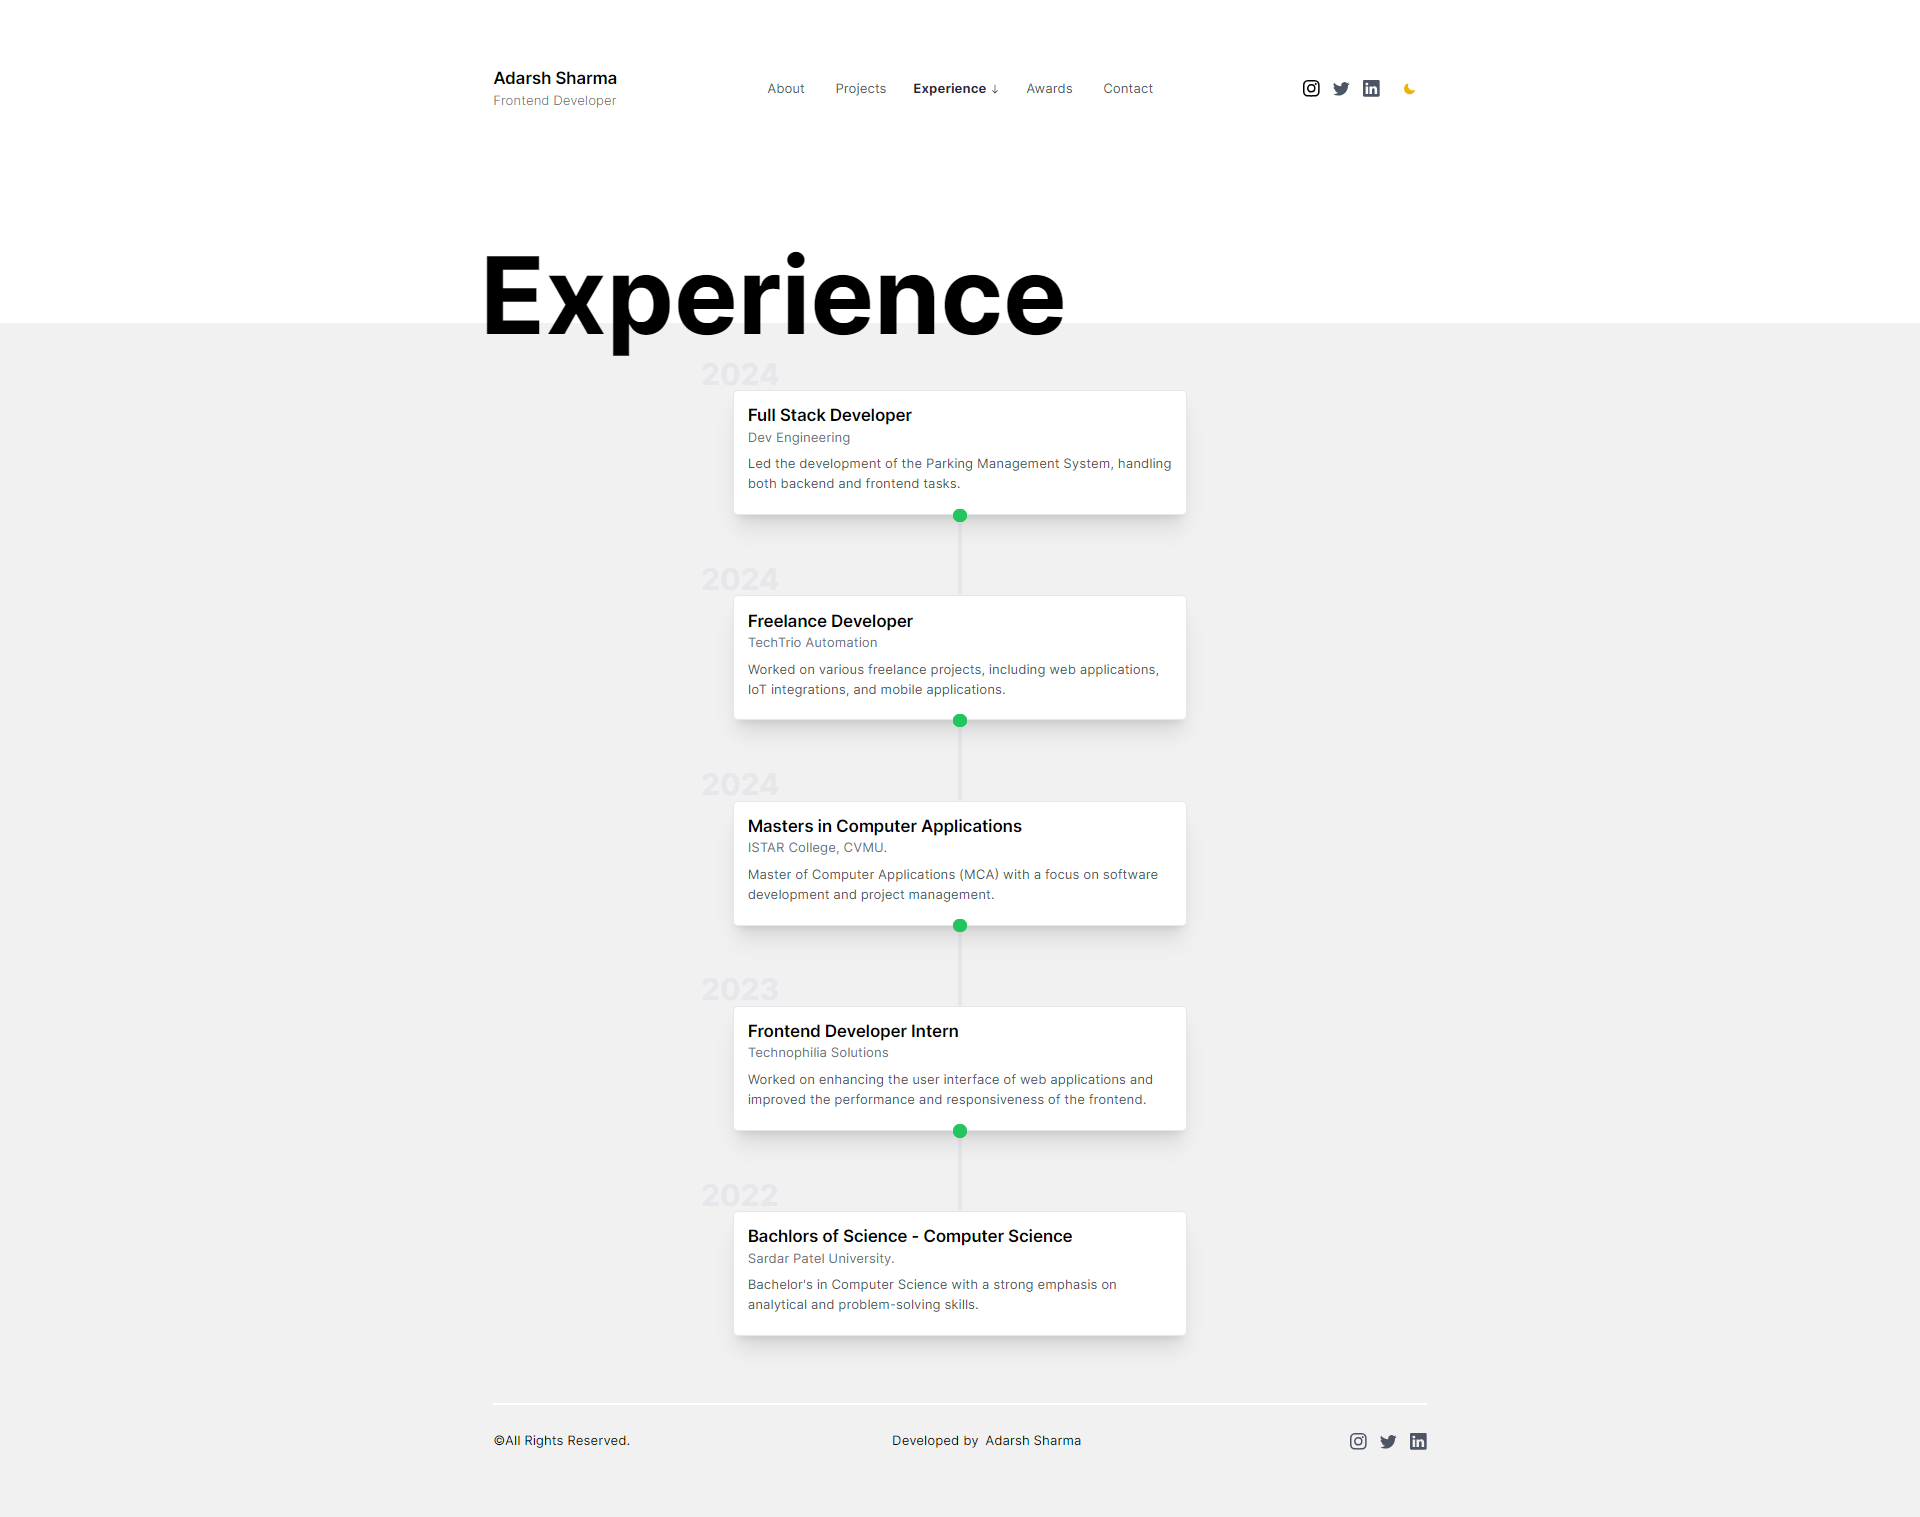 Adarsh Sharma
Frontend Developer
About Projects Experience ↓ Awards Contact
Experience
2024
Full Stack Developer
Dev Engineering
Led the development of the Parking Management System, handling
both backend and frontend tasks.
2024
Freelance Developer
TechTrio Automation
Worked on various freelance projects, including web applications,
IoT integrations, and mobile applications.
2024
Masters in Computer Applications
ISTAR College, CVMU.
Master of Computer Applications (MCA) with a focus on software
development and project management.
2023
Frontend Developer Intern
Technophilia Solutions
Worked on enhancing the user interface of web applications and
improved the performance and responsiveness of the frontend.
2022
Bachlors of Science - Computer Science
Sardar Patel University.
Bachelor's in Computer Science with a strong emphasis on
analytical and problem-solving skills.
©All Rights Reserved. Developed by Adarsh Sharma